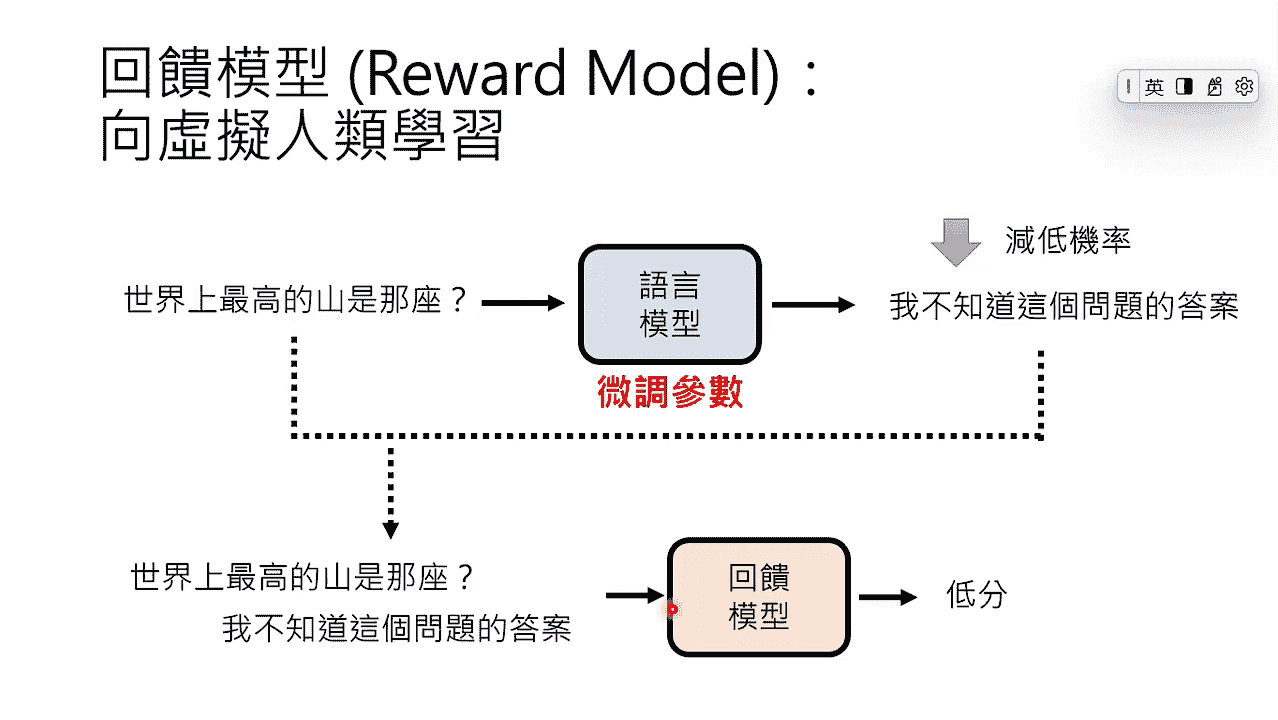 回饋模型 (Reward Model)：
向虛擬人類學習
英
減低機率
世界上最高的山是那座？
語言
模型
我不知道這個問題的答案
微調參數
世界上最高的山是那座？
我不知道這個問題的答案
回饋
模型
低分